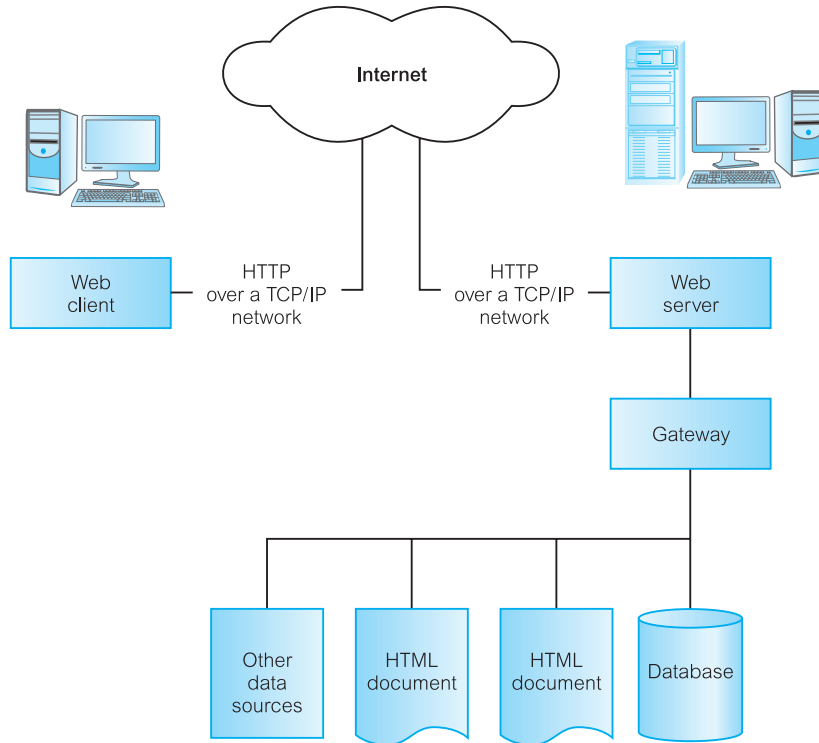 Internet
Web
client
HTTP
over a TCP/IP
network
HTTP
over a TCP/IP
network
Web
server
Gateway
Other
data
sources
HTML
document
HTML
document
Database